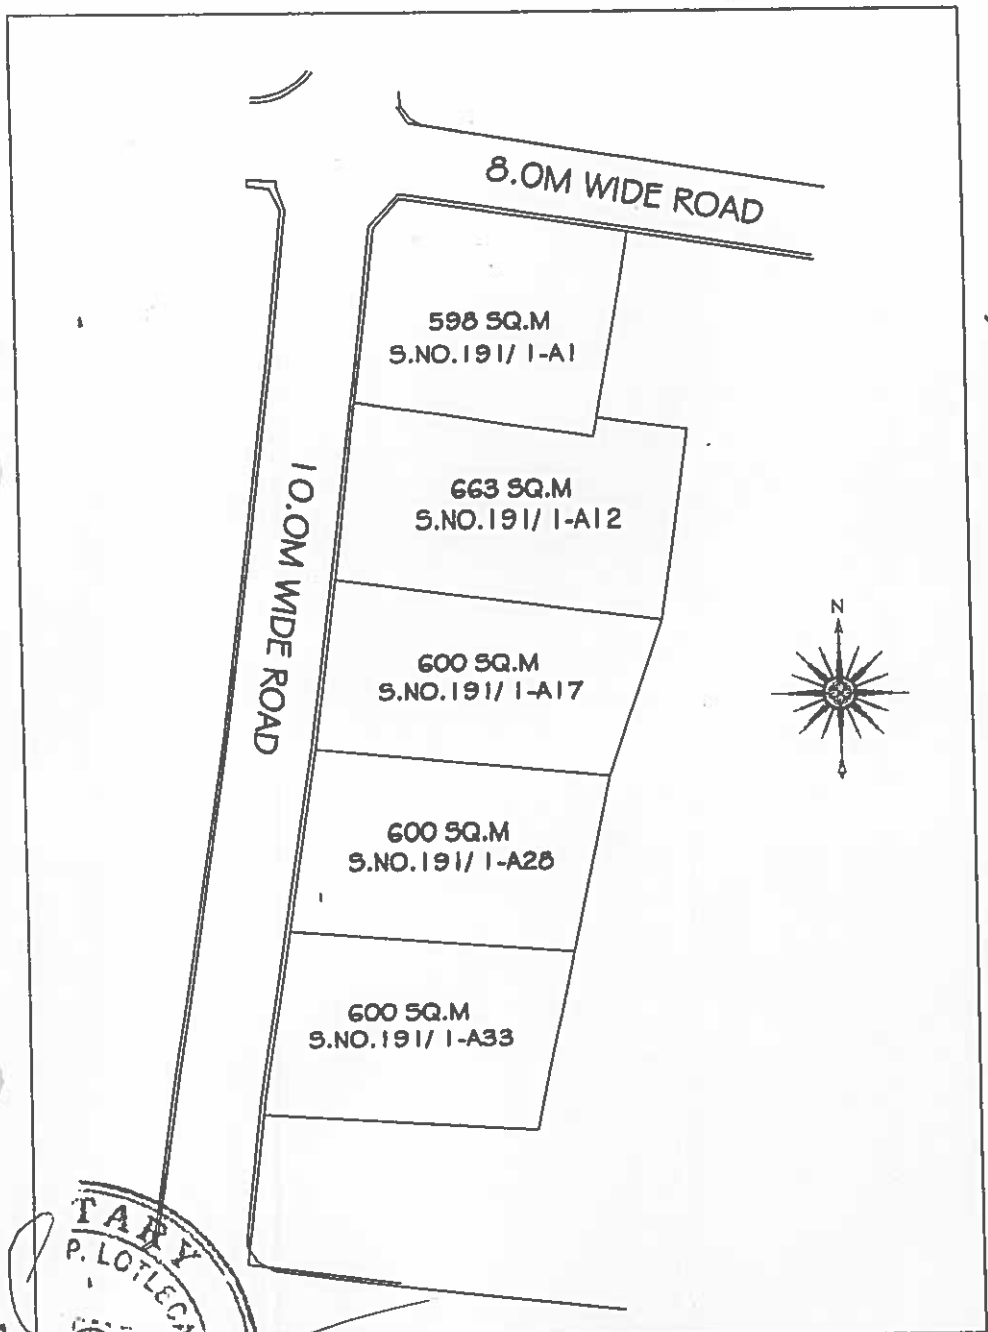 8.0M WIDE ROAD
598 SQ.M
S.NO.191/ 1-A1
663 SQ.M
S.NO.191/ 1-A12
10.0M WIDE ROAD
600 SQ.M
S.NO.191/ 1-A17
N
600 SQ.M
S.NO.191/ 1-A28
600 SQ.M
S.NO.191/ 1-A33
TARY
P. LOTLECA